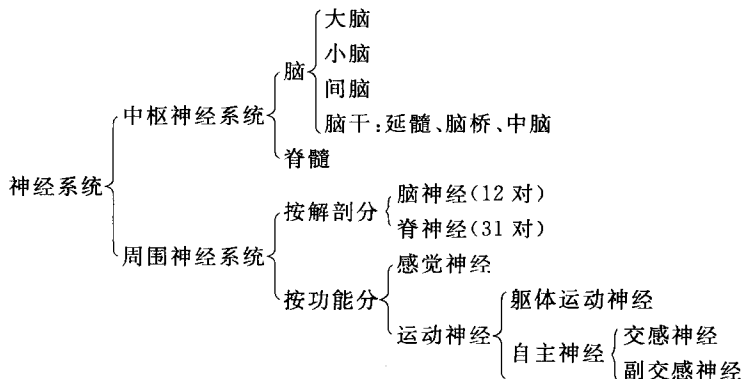 大脑
小脑
脑
间脑
中枢神经系统
脑干:延髓、脑桥、中脑
脊髓
神经系统
脑神经(12对)
按解剖分
脊神经(31对)
周围神经系统
感觉神经
按功能分
躯体运动神经
运动神经
交感神经
自主神经
副交感神经